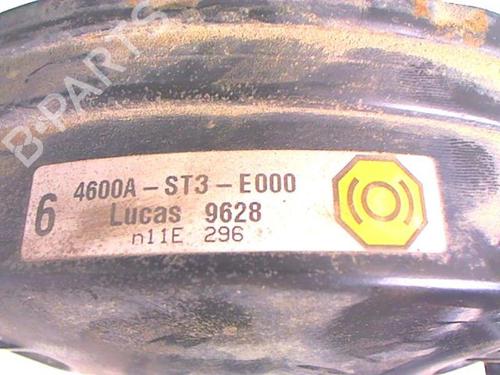 B-PARTS
6
4600A-ST3-E000
Lucas 9628
n11E 296